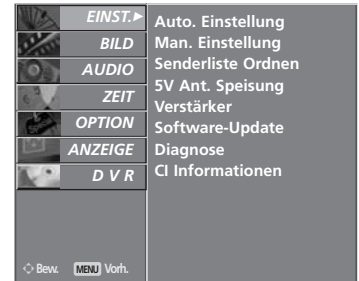 EINST.
BILD
AUDIO
ZEIT
OPTION
ANZEIGE
D V R
Auto. Einstellung
Man. Einstellung
Senderliste Ordnen
5V Ant. Speisung
Verstärker
Software-Update
Diagnose
CI Informationen
Bew. MENU Vorh.